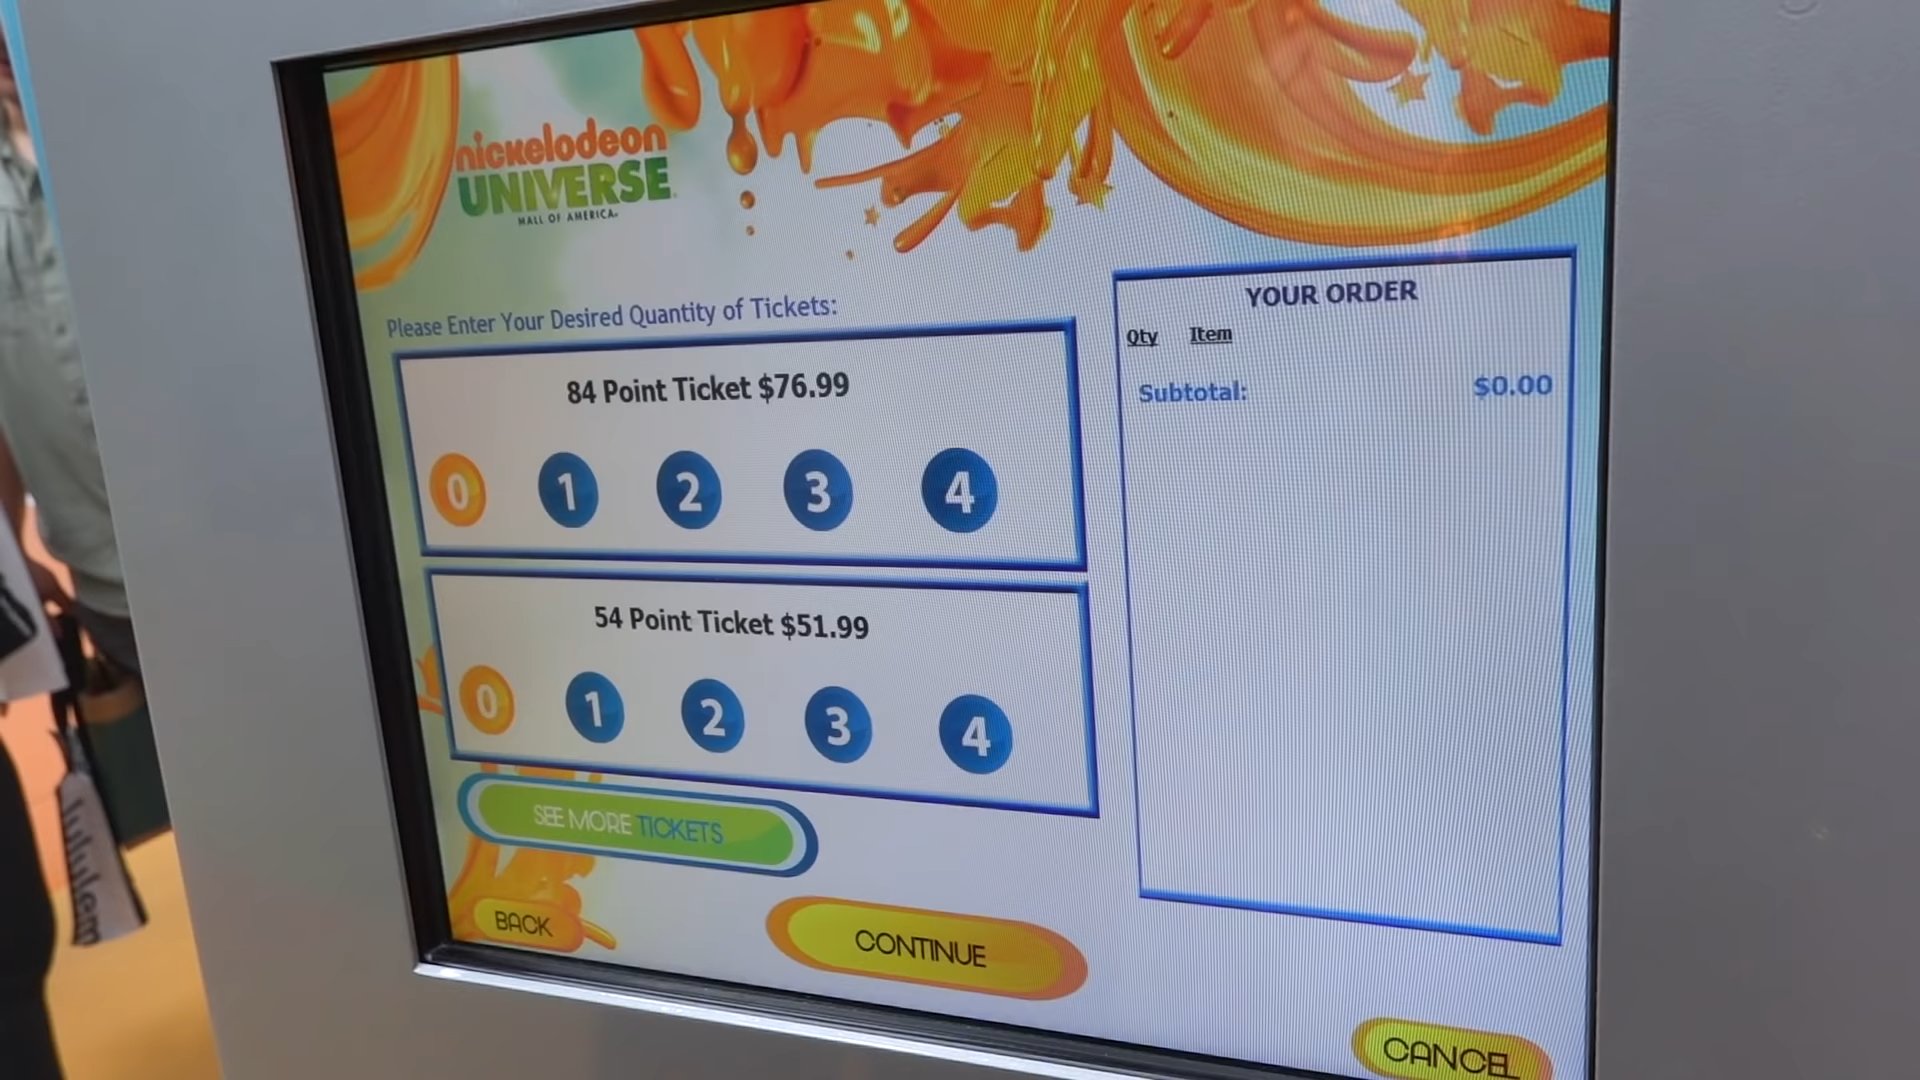 nickelodeon
UNIVERSE
MALL OF AMERICA
Please Enter Your Desired Quantity of Tickets:
84 Point Ticket $76.99
0 1 2 3 4
54 Point Ticket $51.99
0 1 2 3 4
SEE MORE TICKETS
BACK
CONTINUE
YOUR ORDER
Qty Item
Subtotal: $0.00
CANCEL
lululem